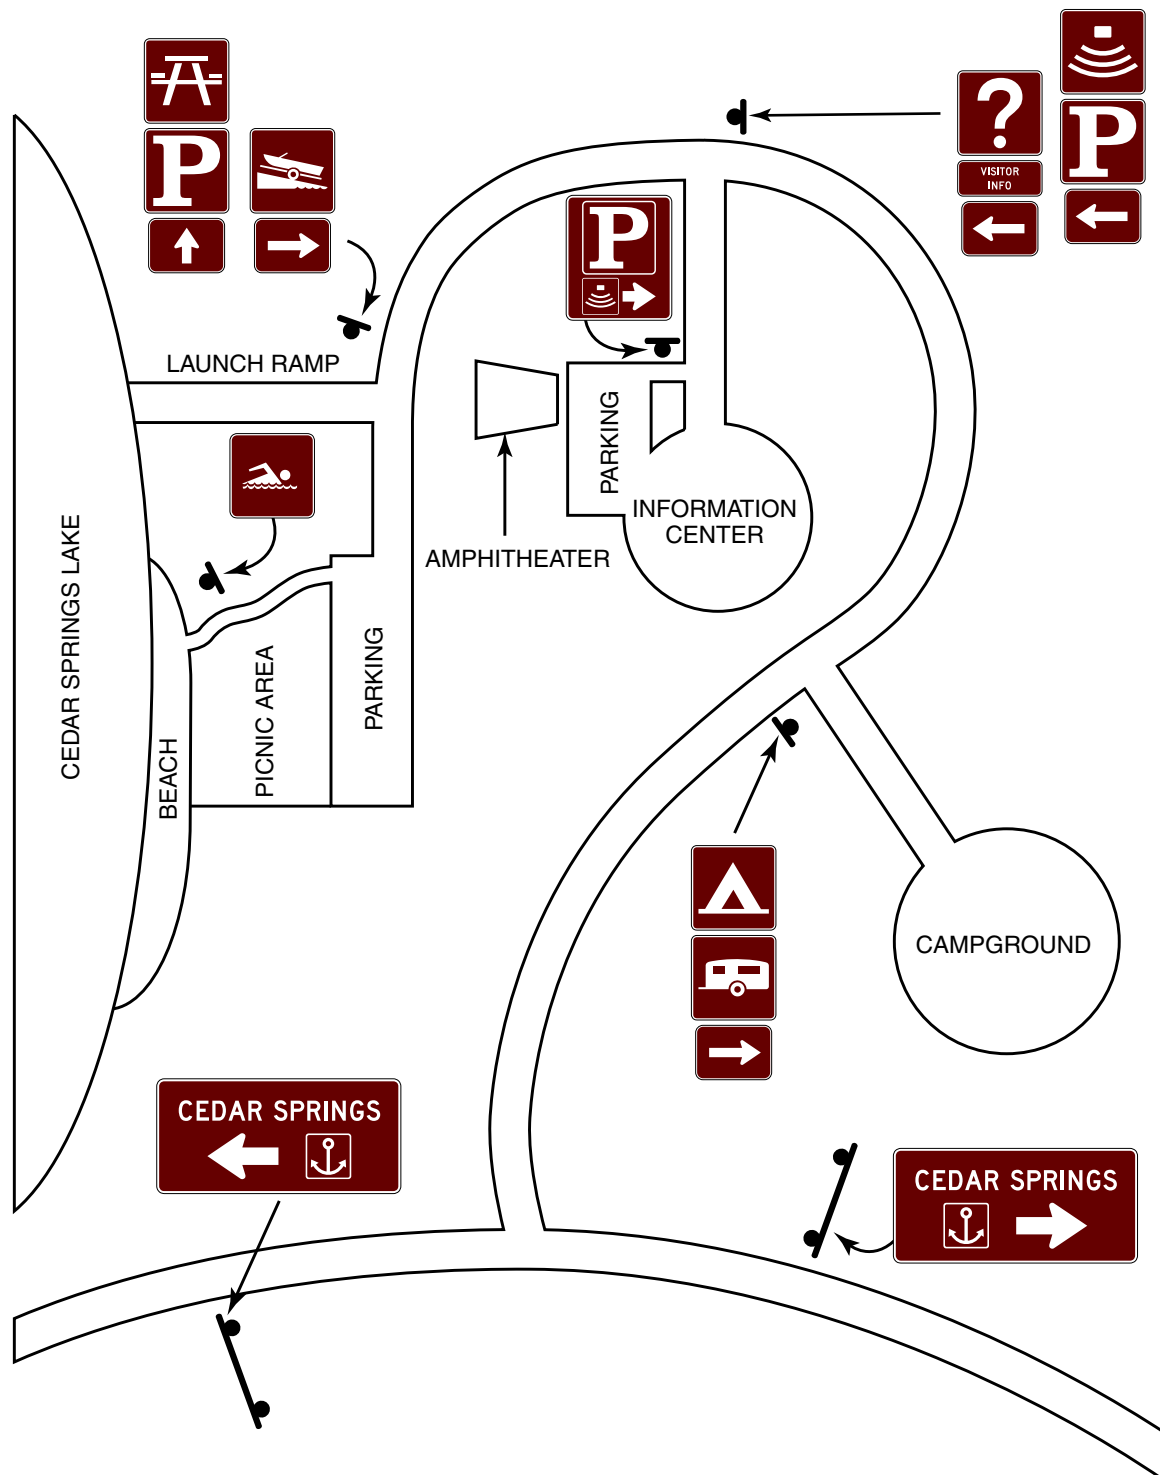 P
?
VISITOR
INFO
P
P
LAUNCH RAMP
PARKING
INFORMATION
CENTER
AMPHITHEATER
CEDAR SPRINGS LAKE
BEACH
PICNIC AREA
PARKING
CAMPGROUND
CEDAR SPRINGS
CEDAR SPRINGS